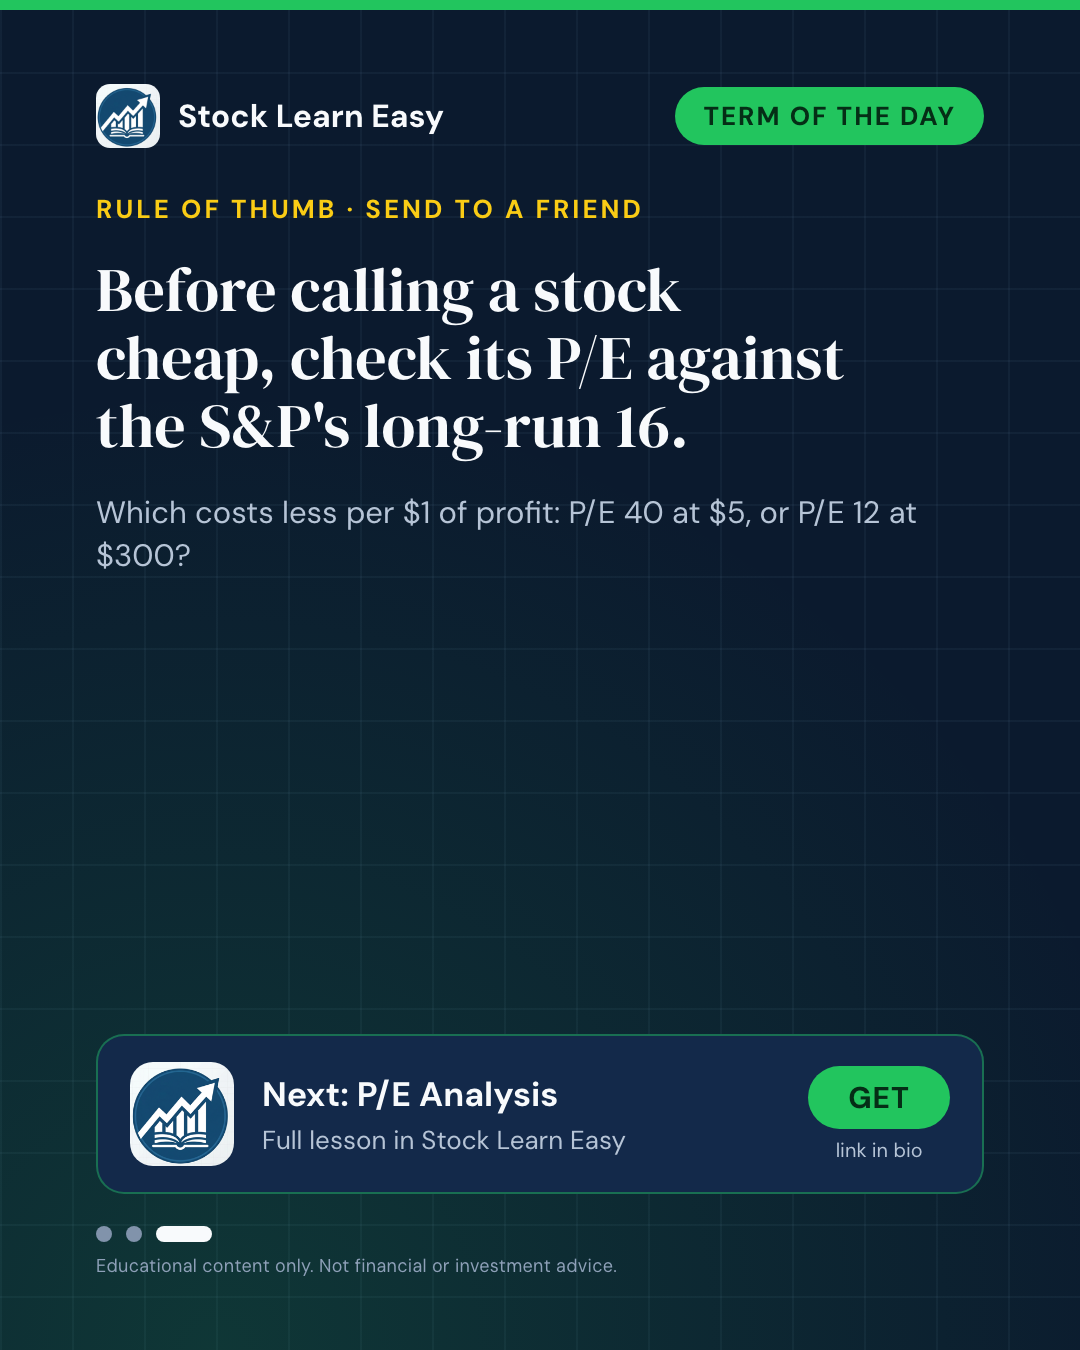 Stock Learn Easy
TERM OF THE DAY
RULE OF THUMB · SEND TO A FRIEND
Before calling a stock
cheap, check its P/E against
the S&P's long-run 16.
Which costs less per $1 of profit: P/E 40 at $5, or P/E 12 at
$300?
Next: P/E Analysis
Full lesson in Stock Learn Easy
GET
link in bio
Educational content only. Not financial or investment advice.